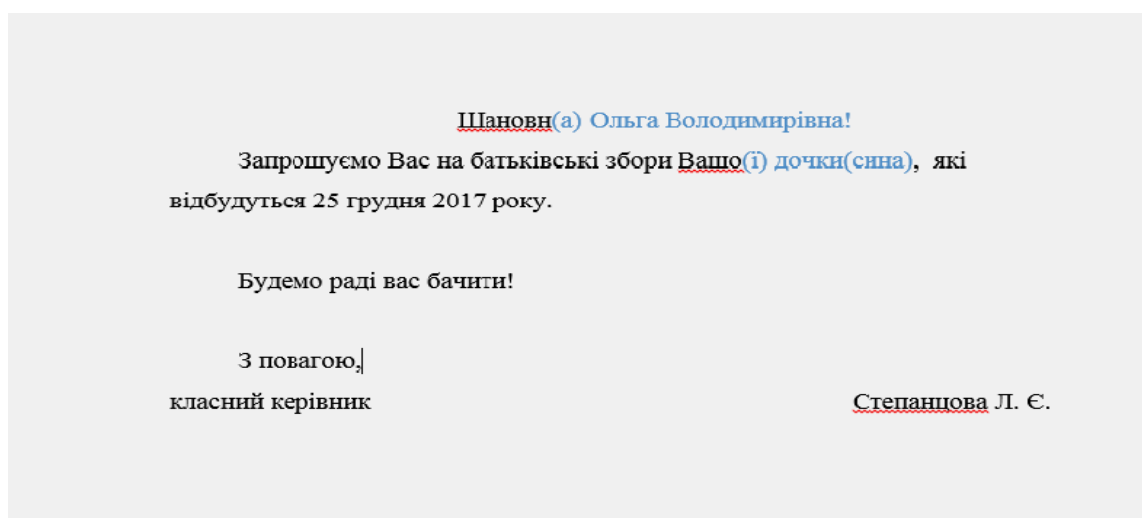 Шановн(а) Ольга Володимирівна!
Запрошуємо Вас на батьківські збори Вашо(ї) дочки(сина),  які
відбудуться 25 грудня 2017 року.
Будемо раді вас бачити!
З повагою,
класний керівник Степанцова Л. Є.